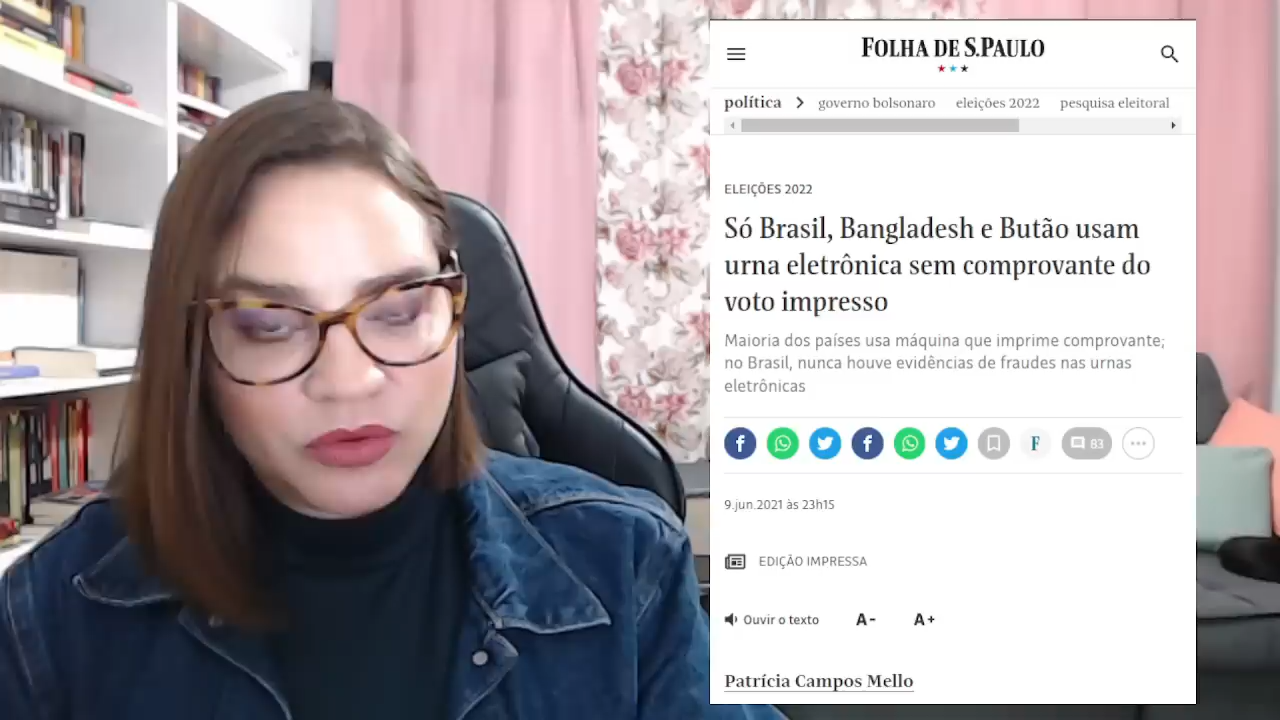 FOLHA DE S.PAULO
política governo bolsonaro eleições 2022 pesquisa eleitoral
ELEIÇÕES 2022
Só Brasil, Bangladesh e Butão usam
urna eletrônica sem comprovante do
voto impresso
Maioria dos países usa máquina que imprime comprovante;
no Brasil, nunca houve evidências de fraudes nas urnas
eletrônicas
F 83
9.jun.2021 às 23h15
EDIÇÃO IMPRESSA
Ouvir o texto A- A+
Patrícia Campos Mello